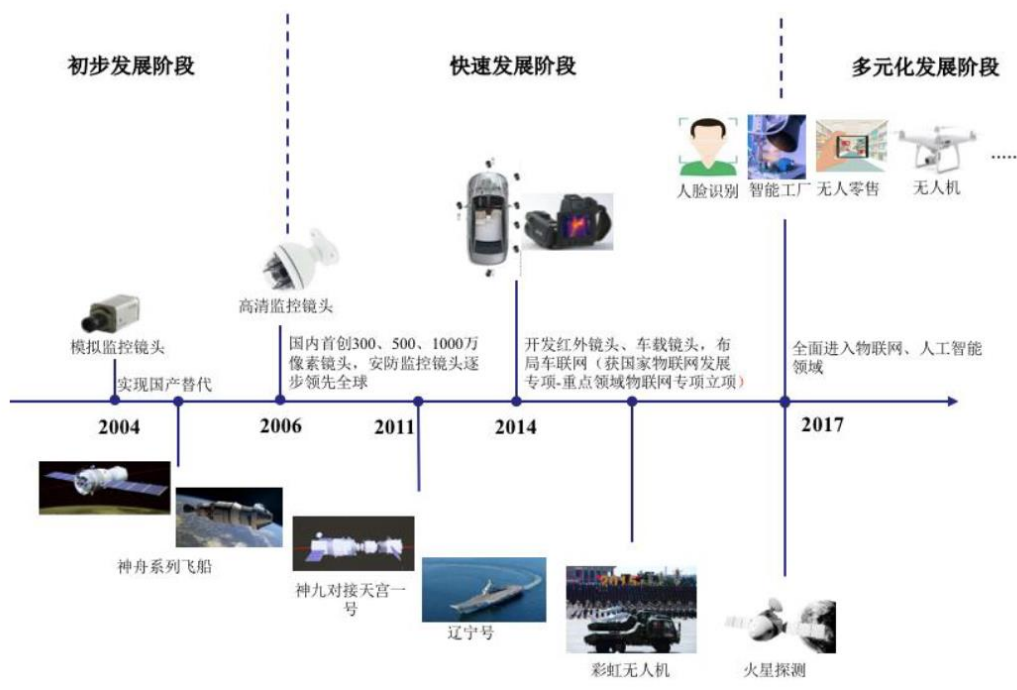 初步发展阶段
快速发展阶段
多元化发展阶段
人脸识别
智能工厂
无人零售
无人机
.....
高清监控镜头
模拟监控镜头
实现国产替代
国内首创300、500、1000万
像素镜头，安防监控镜头逐
步领先全球
开发红外镜头、车载镜头，布
局车联网（获国家物联网发展
专项-重点领域物联网专项立项）
全面进入物联网、人工智能
领域
2004
2006
2011
2014
2017
神舟系列飞船
神九对接天宫一
号
辽宁号
2015
彩虹无人机
火星探测